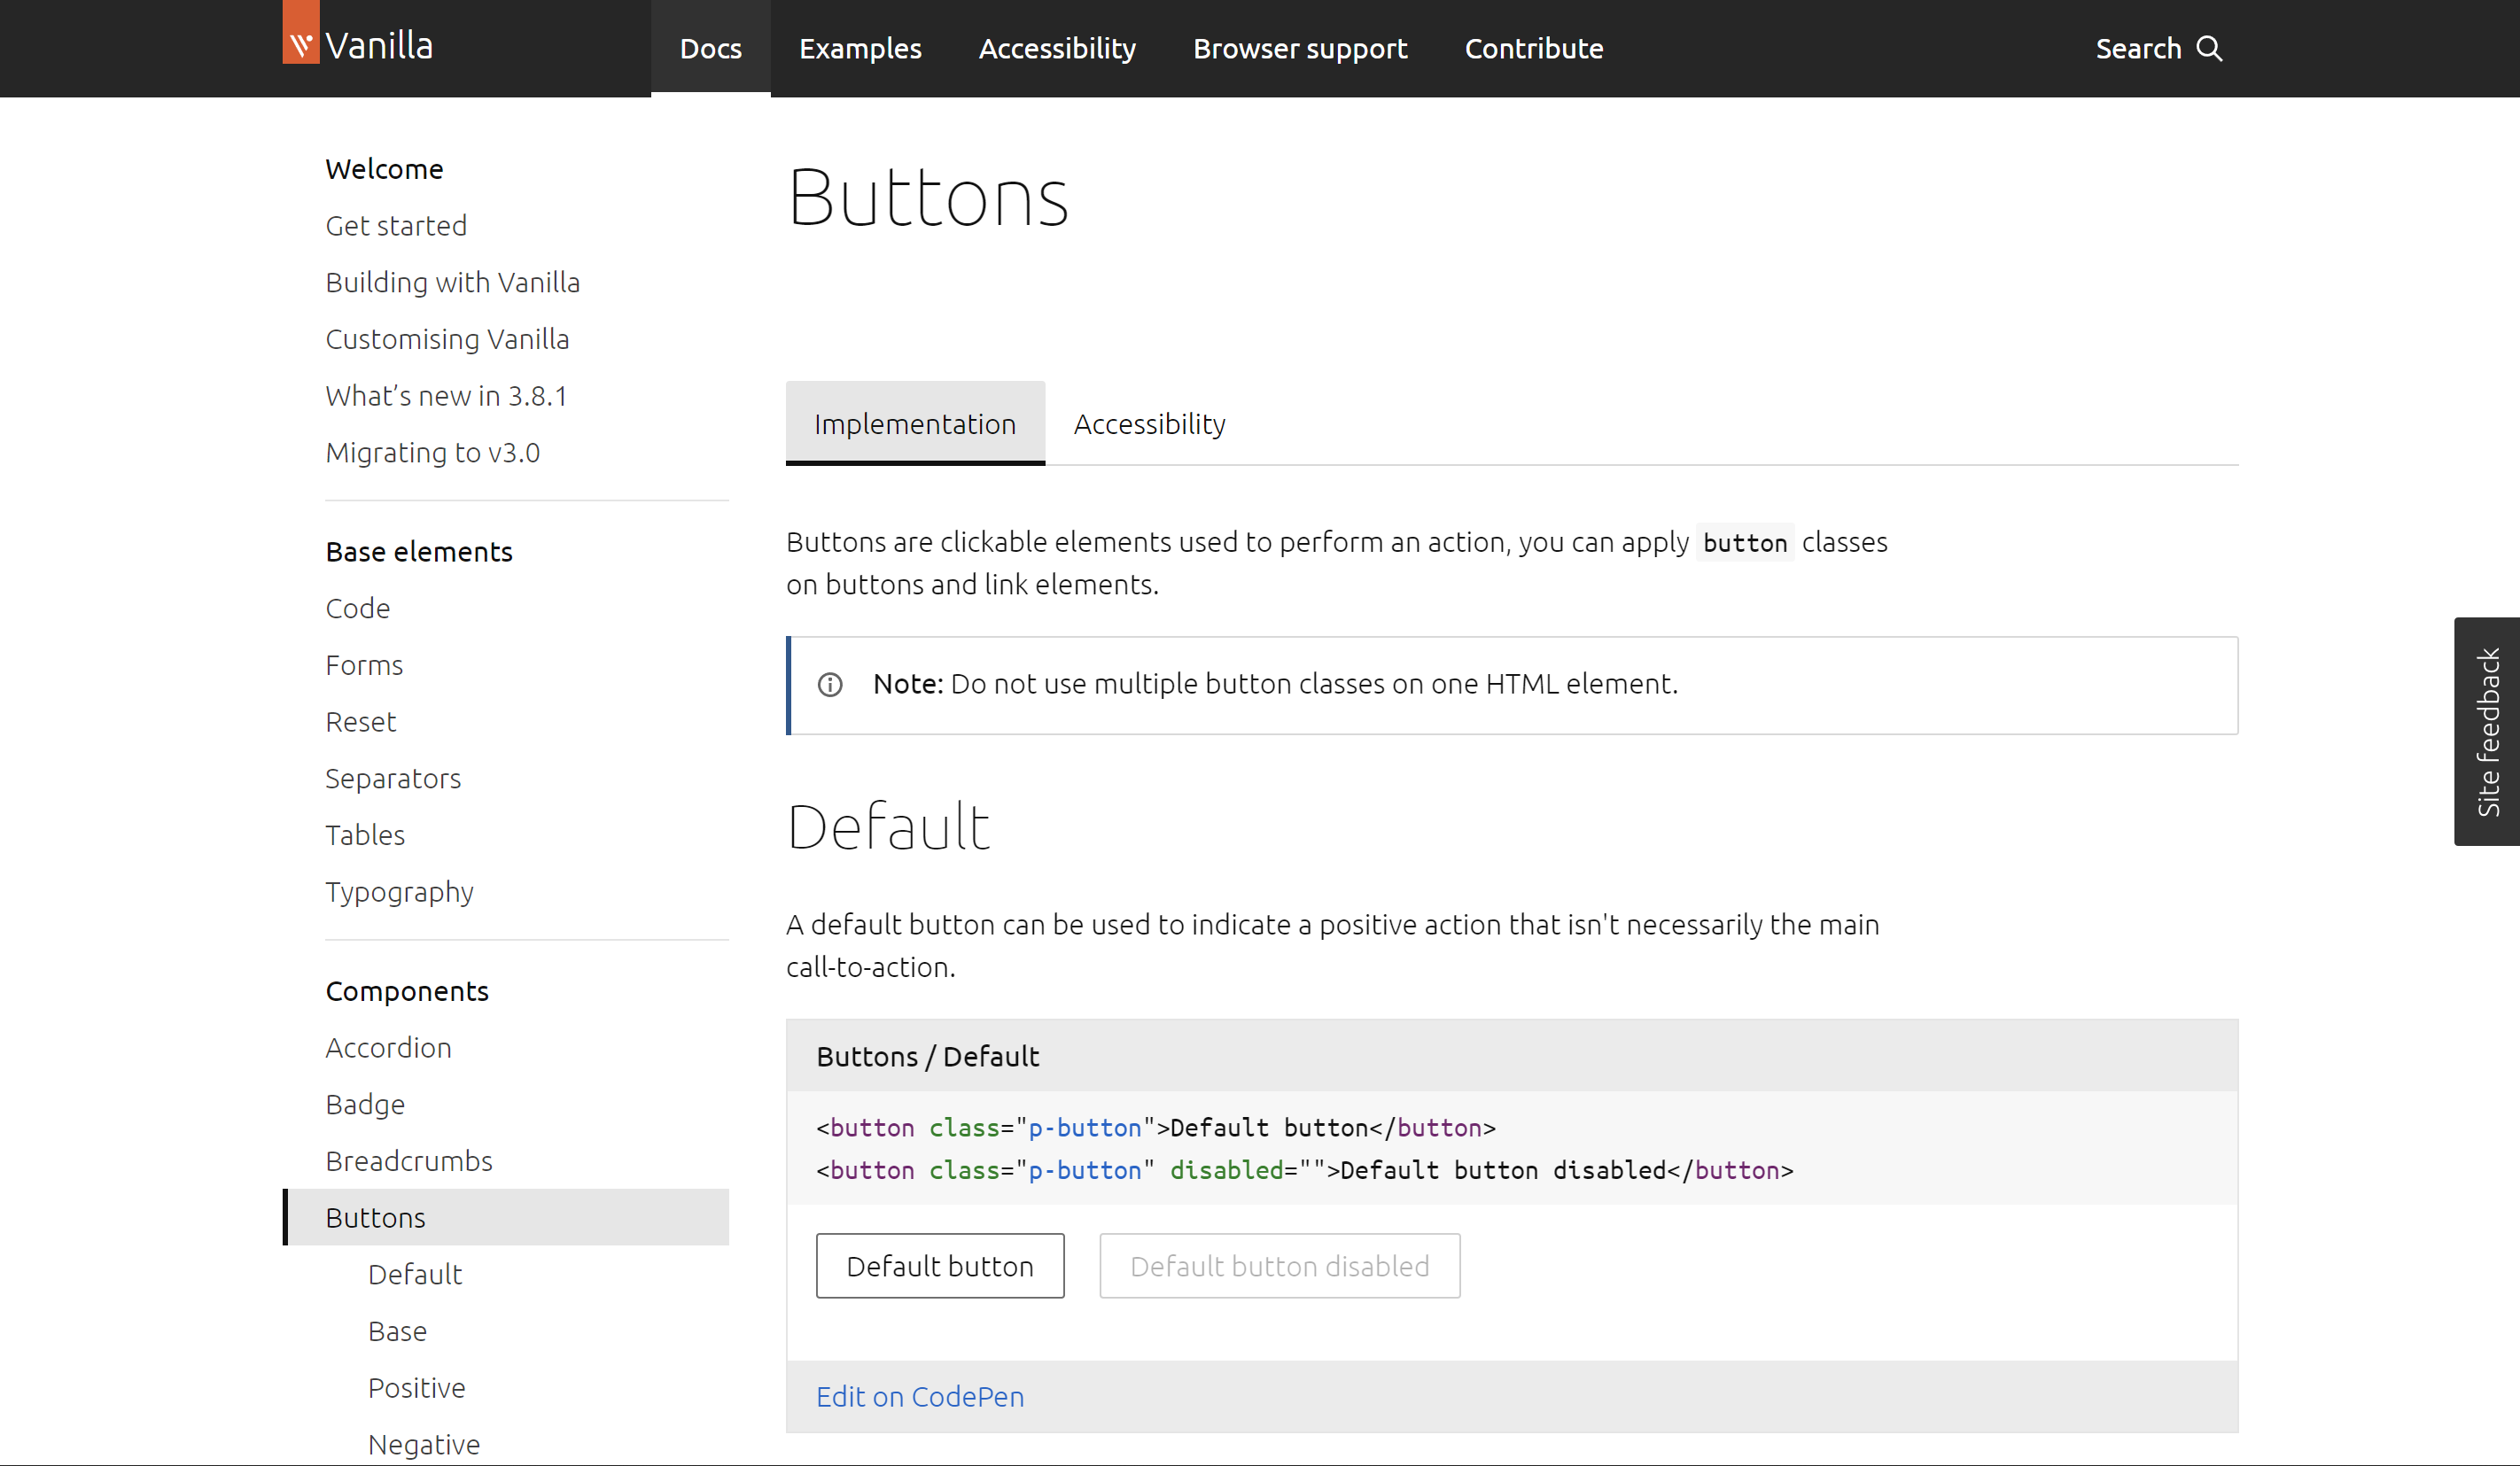 Vanilla
Docs
Examples
Accessibility
Browser support
Contribute
Search
Welcome
Get started
Building with Vanilla
Customising Vanilla
What’s new in 3.8.1
Migrating to v3.0
Base elements
Code
Forms
Reset
Separators
Tables
Typography
Components
Accordion
Badge
Breadcrumbs
Buttons
Default
Base
Positive
Negative
Buttons
Implementation
Accessibility
Buttons are clickable elements used to perform an action, you can apply button classes
on buttons and link elements.
Note: Do not use multiple button classes on one HTML element.
Default
A default button can be used to indicate a positive action that isn't necessarily the main
call-to-action.
Buttons / Default
<button class="p-button">Default button</button>
<button class="p-button" disabled="">Default button disabled</button>
Default button
Default button disabled
Edit on CodePen
Site feedback